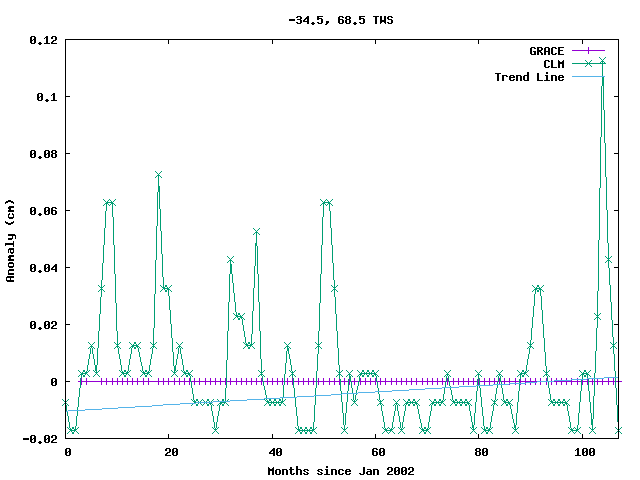 -34.5, 68.5 TWS
GRACE
CLM
Trend Line
0.12
0.1
0.08
0.06
0.04
0.02
0
-0.02
Anomaly (cm)
0 20 40 60 80 100
Months since Jan 2002